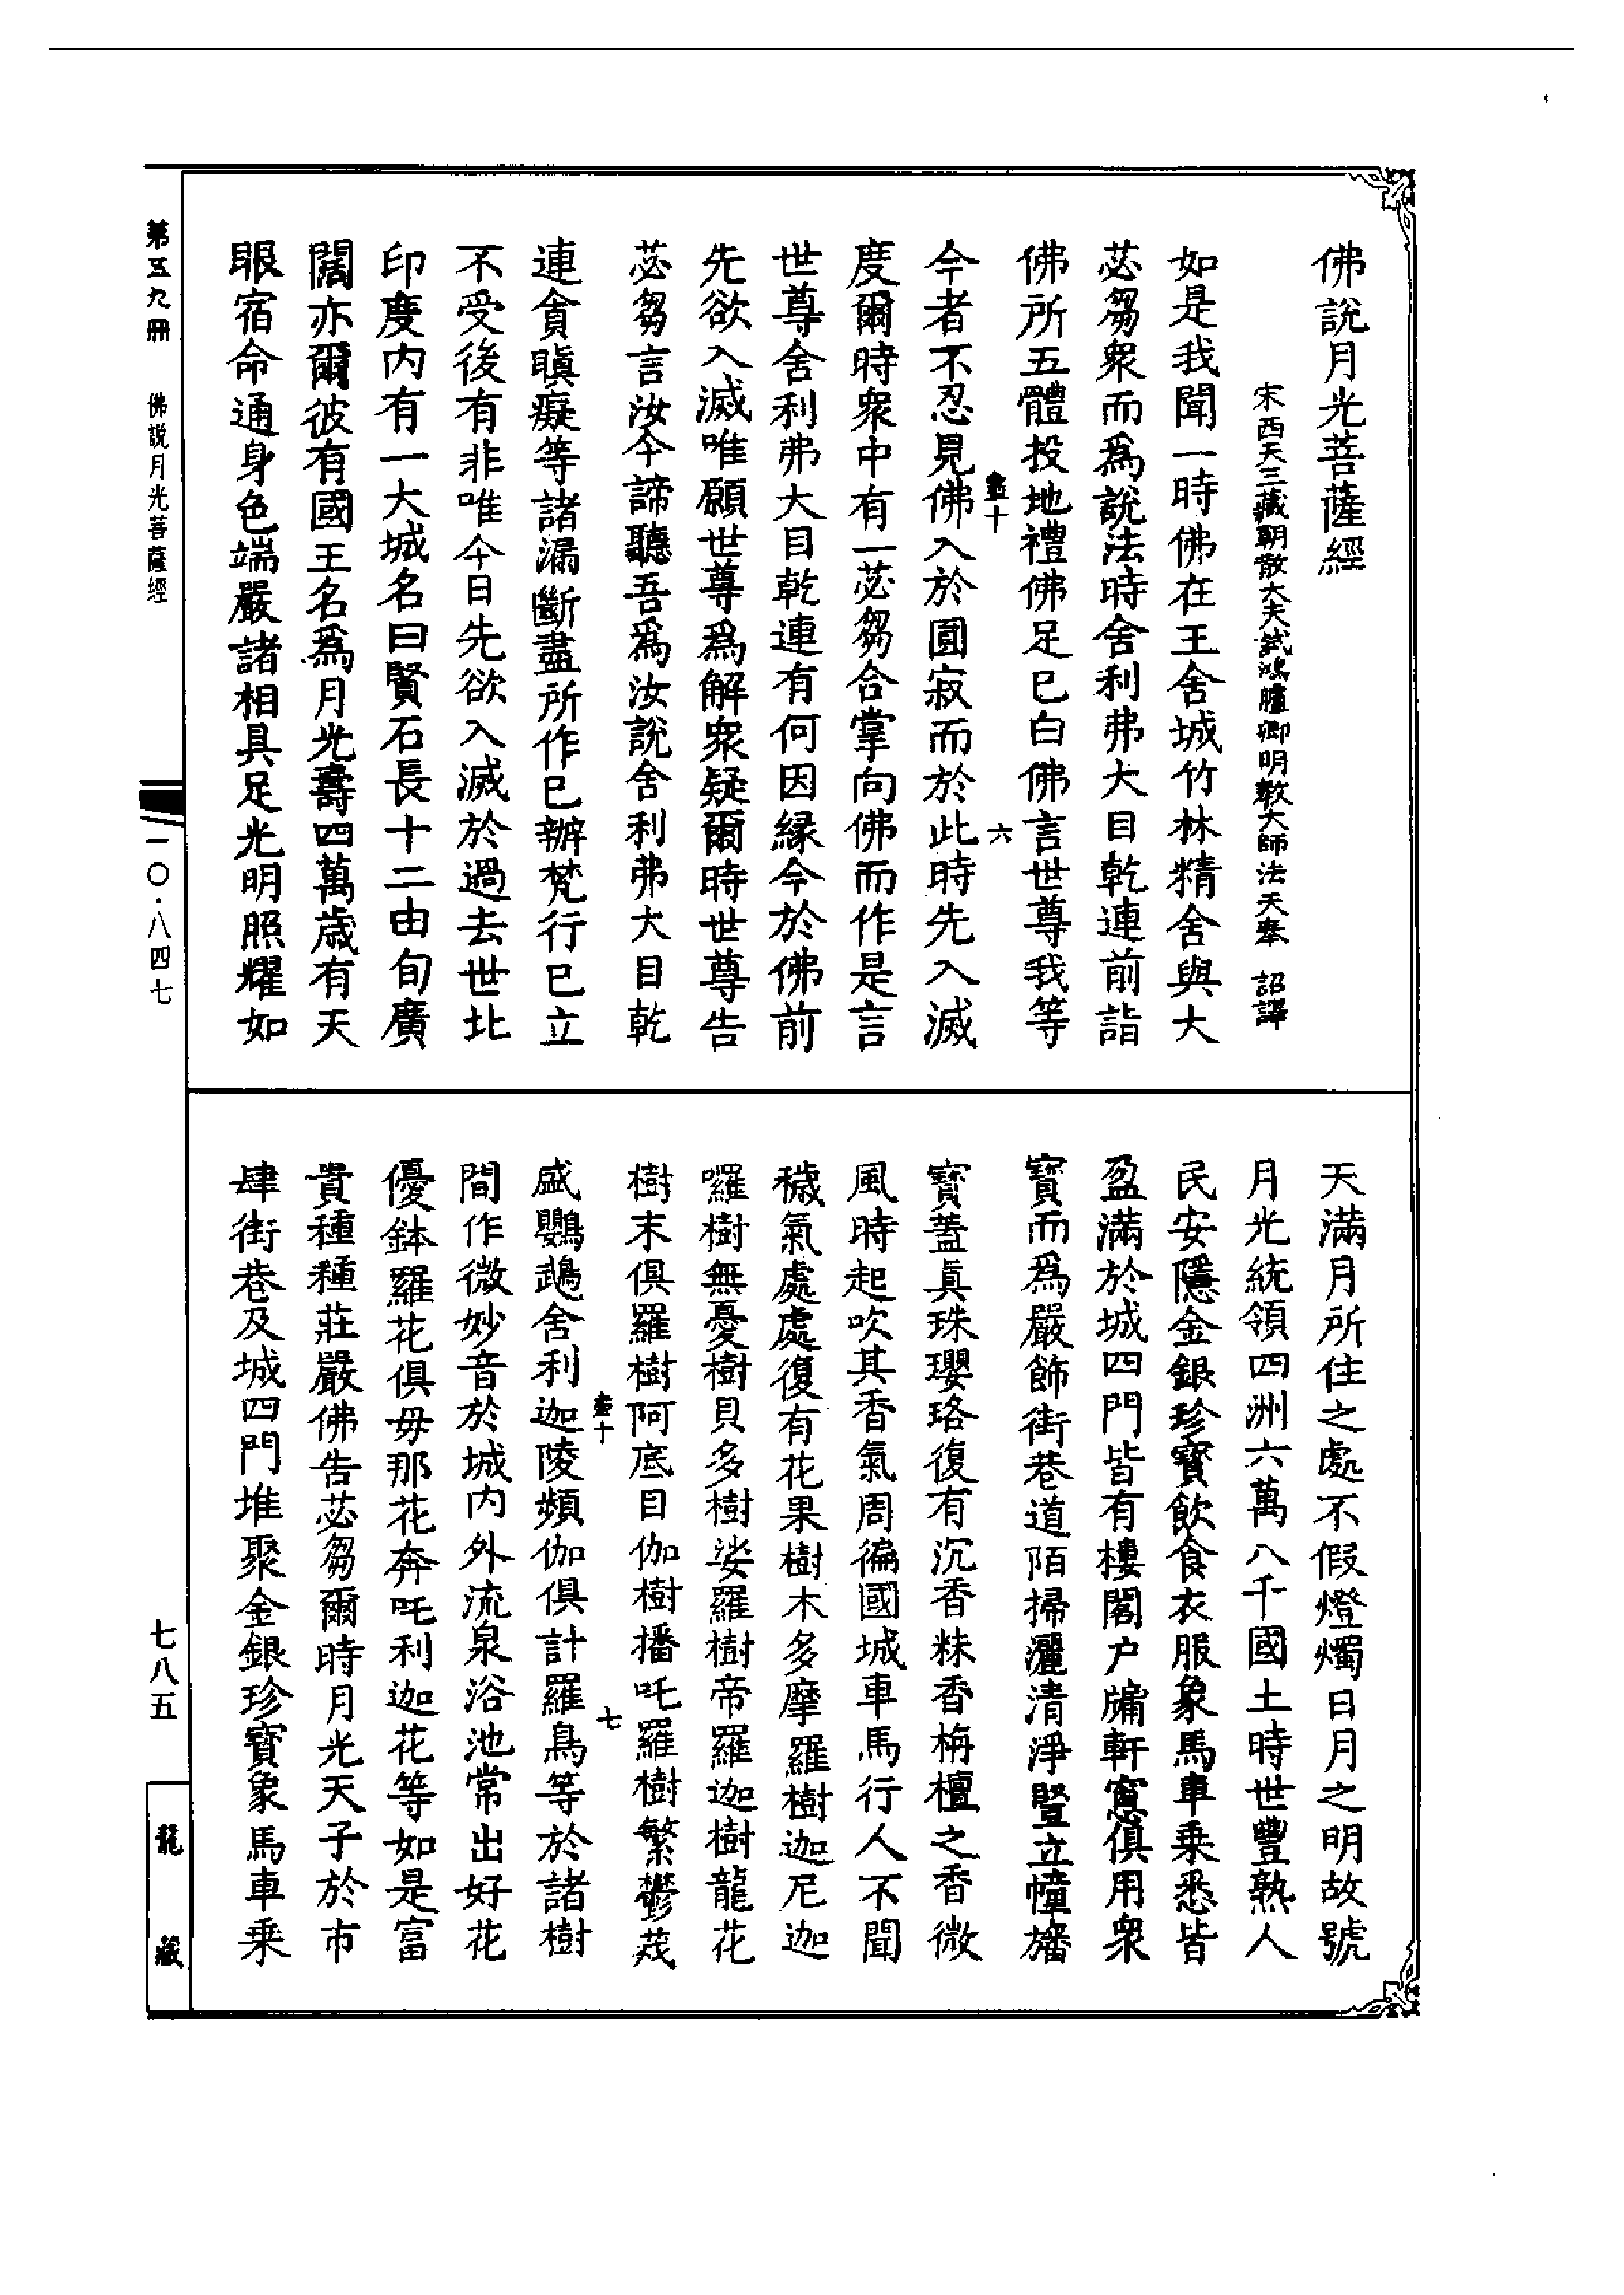 佛說月光菩薩經
宋西天三藏朝散大夫試鴻臚卿明教大師法天奉 詔譯
如是我聞一時佛在王舍城竹林精舍與大
苾芻衆而爲說法時舍利弗大目乾連前詣
佛所五體投地禮佛足已白佛言世尊我等
十 六
今者不忍見佛入於圓寂而於此時先入滅
度爾時衆中有一苾芻合掌向佛而作是言
世尊舍利弗大目乾連有何因緣今於佛前
先欲入滅唯願世尊爲解衆疑爾時世尊告
苾芻言汝今諦聽吾爲汝說舍利弗大目乾
連貪瞋癡等諸漏斷盡所作已辦梵行已立
不受後有非唯今日先欲入滅於過去世北
印度内有一大城名曰賢石長十二由旬廣
闊亦爾彼有國王名爲月光壽四萬歲有天
眼宿命通身色端嚴諸相具足光明照耀如
天滿月所住之處不假燈燭日月之明故號
月光統領四洲六萬八千國土時世豐熟人
民安隱金銀珍寶飲食衣服象馬車乘悉皆
盈滿於城四門皆有樓閣户牖軒窻俱用衆
寶而爲嚴飾街巷道陌掃灑清淨豎立幢旛
寶蓋眞珠瓔珞復有沉香粖香栴檀之香微
風時起吹其香氣周徧國城車馬行人不聞
穢氣處處復有花果樹木多摩羅樹迦尼迦
囉樹無憂樹貝多樹娑羅樹帝羅迦樹龍花
樹末俱羅樹阿底目伽樹播吒羅樹繁鬱茂
十 七
盛鸚鵡舍利迦陵頻伽俱計羅鳥等於諸樹
間作微妙音於城内外流泉浴池常出好花
優鉢羅花俱毋那花奔吒利迦花等如是富
貴種種莊嚴佛告苾芻爾時月光天子於市
肆街巷及城四門堆聚金銀珍寶象馬車乘
第五九冊 佛説月光菩薩經 一〇·八四七 七八五 龍藏